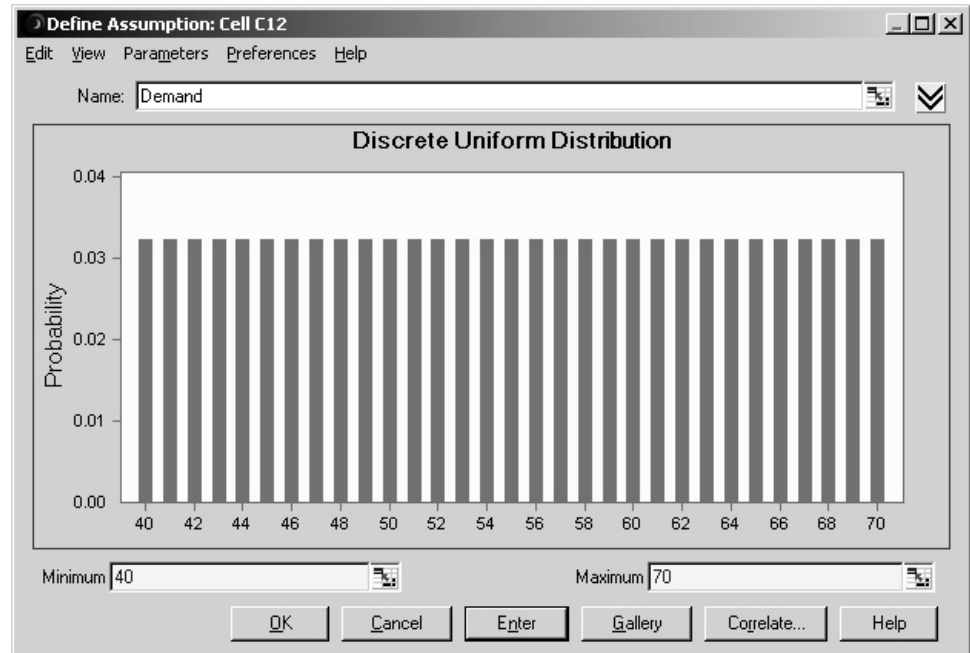 Define Assumption: Cell C12
Edit View Parameters Preferences Help
Name: Demand
Discrete Uniform Distribution
Probability
0.04
0.03
0.02
0.01
0.00
40 42 44 46 48 50 52 54 56 58 60 62 64 66 68 70
Minimum 40 Maximum 70
OK Cancel Enter Gallery Correlate... Help